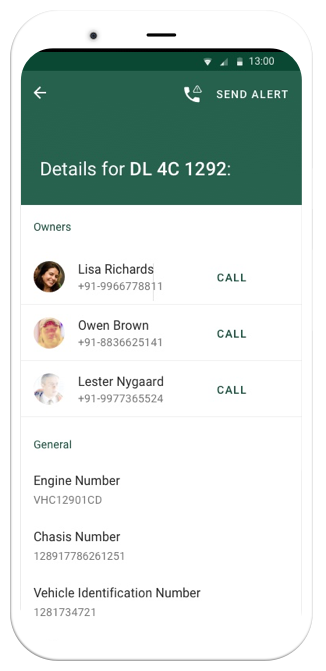 13:00
SEND ALERT
Details for DL 4C 1292:
Owners
Lisa Richards
+91-9966778811
CALL
Owen Brown
+91-8836625141
CALL
Lester Nygaard
+91-9977365524
CALL
General
Engine Number
VHC12901CD
Chasis Number
128917786261251
Vehicle Identification Number
1281734721